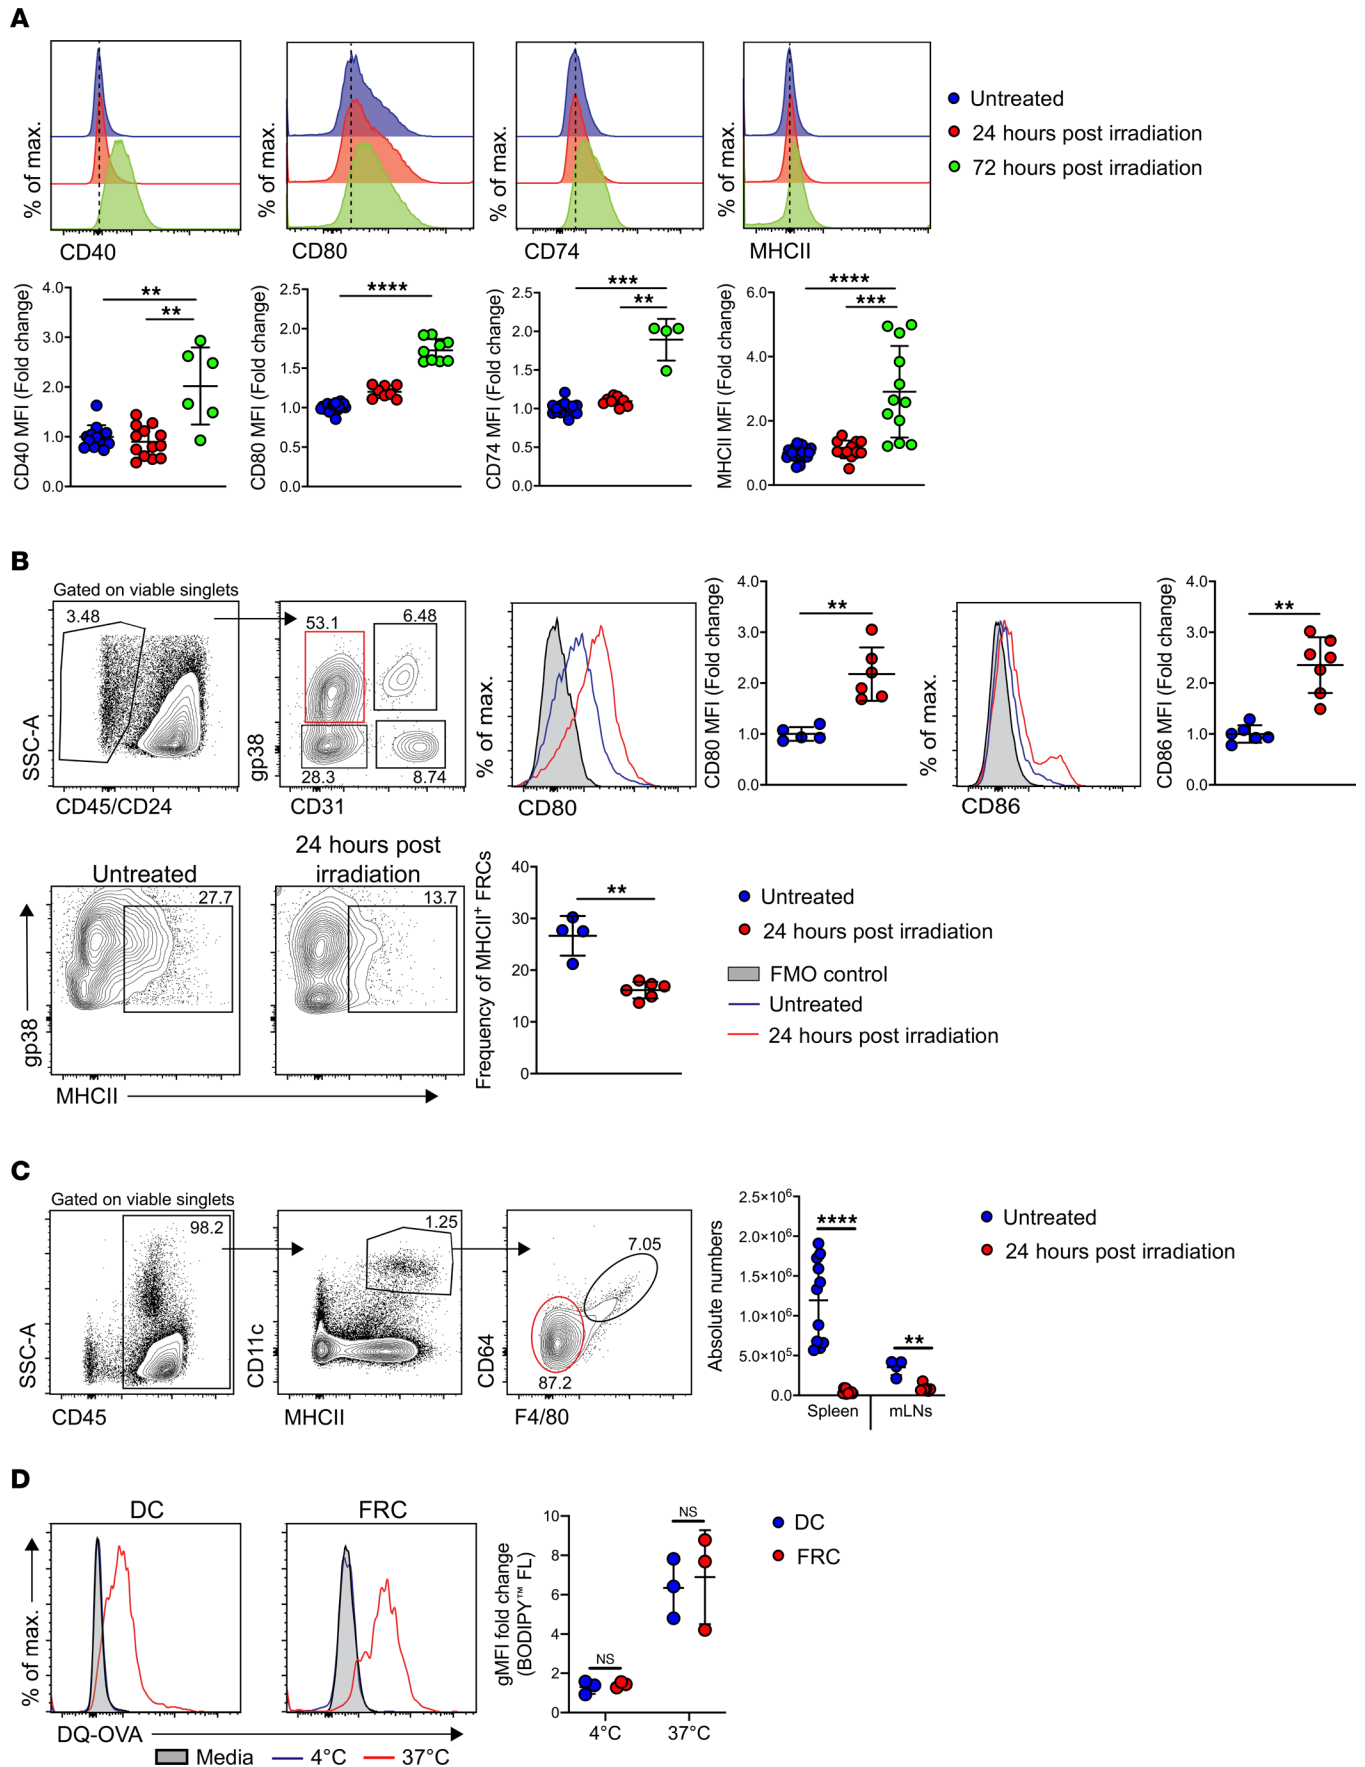 A
% of max.
% of max.
% of max.
% of max.
CD40
CD80
CD74
MHCII
Untreated
24 hours post irradiation
72 hours post irradiation
CD40 MFI (Fold change)
4.0
3.0
2.0
1.0
0.0
**
**
CD80 MFI (Fold change)
2.5
2.0
1.5
1.0
0.5
0.0
****
CD74 MFI (Fold change)
2.5
2.0
1.5
1.0
0.5
0.0
***
**
MHCII MFI (Fold change)
6.0
4.0
2.0
0.0
****
***
B
Gated on viable singlets
3.48
SSC-A
CD45/CD24
53.1
6.48
28.3
8.74
gp38
CD31
% of max.
CD80
CD80 MFI (Fold change)
4.0
3.0
2.0
1.0
0.0
**
% of max.
CD86
CD86 MFI (Fold change)
4.0
3.0
2.0
1.0
0.0
**
Untreated
24 hours post
irradiation
27.7
13.7
gp38
MHCII
Frequency of MHCII+ FRCs
40
30
20
10
0
**
Untreated
24 hours post irradiation
FMO control
Untreated
24 hours post irradiation
C
Gated on viable singlets
98.2
SSC-A
CD45
1.25
CD11c
MHCII
7.05
87.2
CD64
F4/80
Absolute numbers
2.5×10⁶
2.0×10⁶
1.5×10⁶
1.0×10⁶
5.0×10⁵
0.0
****
**
Spleen
mLNs
Untreated
24 hours post irradiation
D
DC
FRC
% of max.
DQ-OVA
Media
4°C
37°C
gMFI fold change
(BODIPY™ FL)
10
8
6
4
2
0
NS
NS
4°C
37°C
DC
FRC